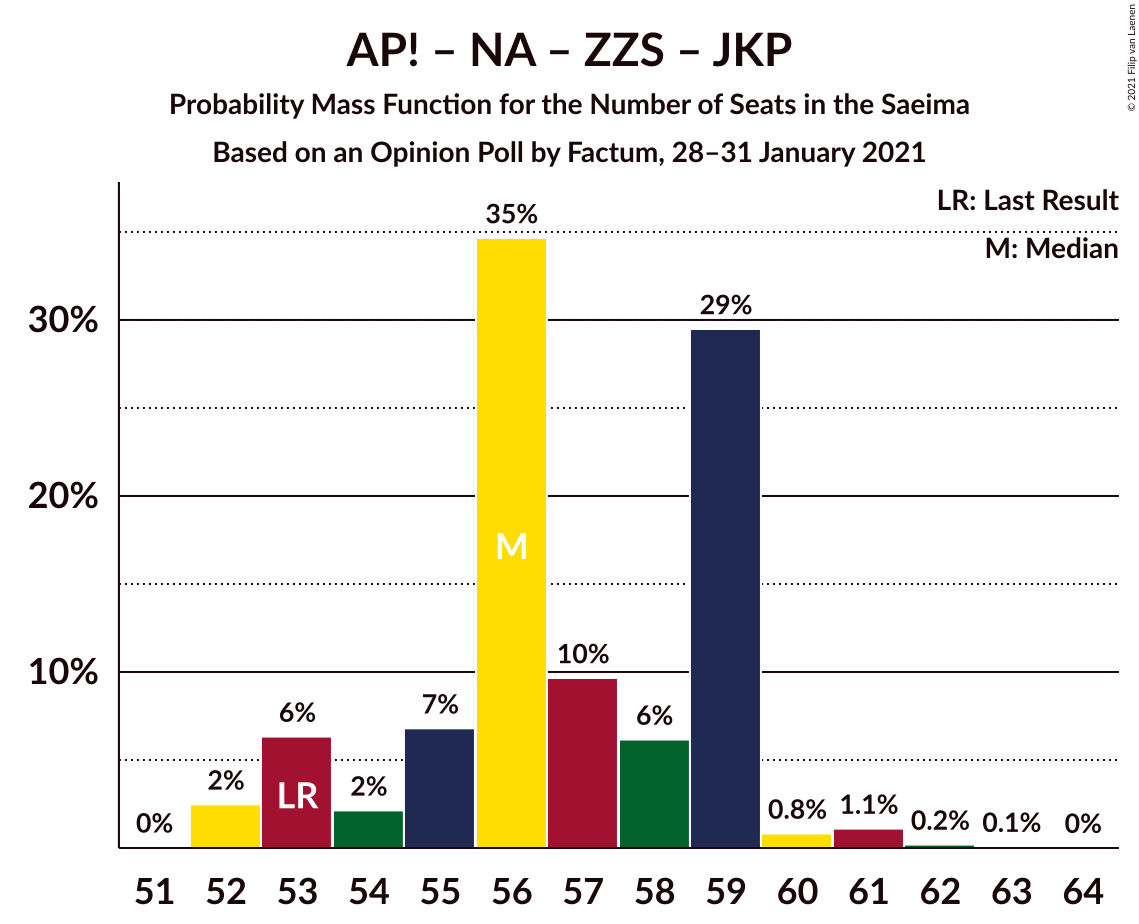 AP! – NA – ZZS – JKP
Probability Mass Function for the Number of Seats in the Saeima
Based on an Opinion Poll by Factum, 28–31 January 2021
© 2021 Filip van Laenen
LR: Last Result
M: Median
30%
20%
10%
0%
2%
6%
2%
7%
35%
10%
6%
29%
0.8%
1.1%
0.2%
0.1%
0%
LR
M
51 52 53 54 55 56 57 58 59 60 61 62 63 64